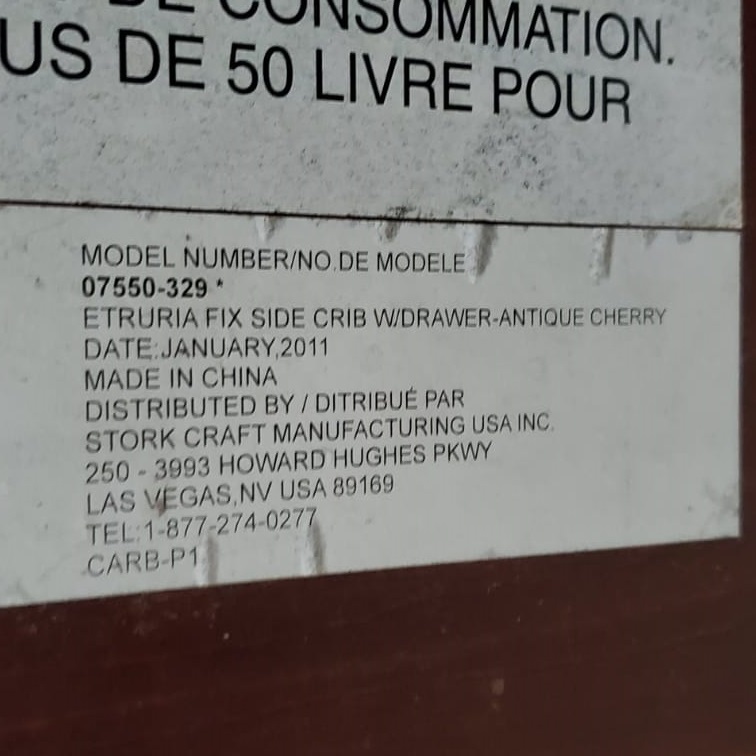 DE CONSOMMATION.
US DE 50 LIVRE POUR
MODEL NUMBER/NO.DE MODELE
07550-329 *
ETRURIA FIX SIDE CRIB W/DRAWER-ANTIQUE CHERRY
DATE:JANUARY,2011
MADE IN CHINA
DISTRIBUTED BY / DITRIBUÉ PAR
STORK CRAFT MANUFACTURING USA INC.
250 - 3993 HOWARD HUGHES PKWY
LAS VEGAS,NV USA 89169
TEL:1-877-274-0277
CARB-P1